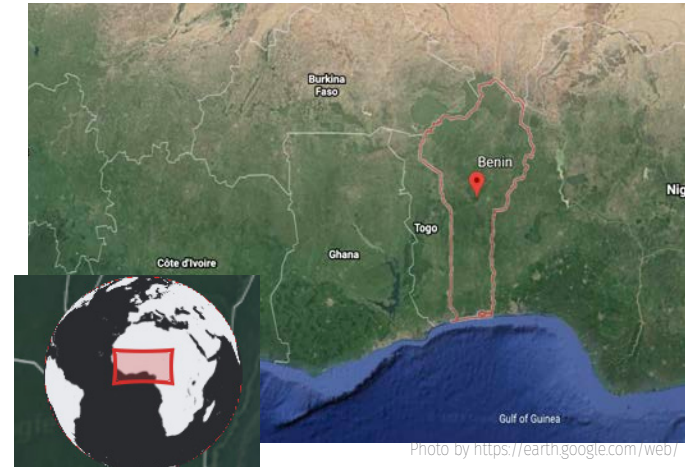 Burkina
Faso
Benin
Nig
Togo
Ghana
Côte d'Ivoire
Gulf of Guinea
Photo by https://earth.google.com/web/